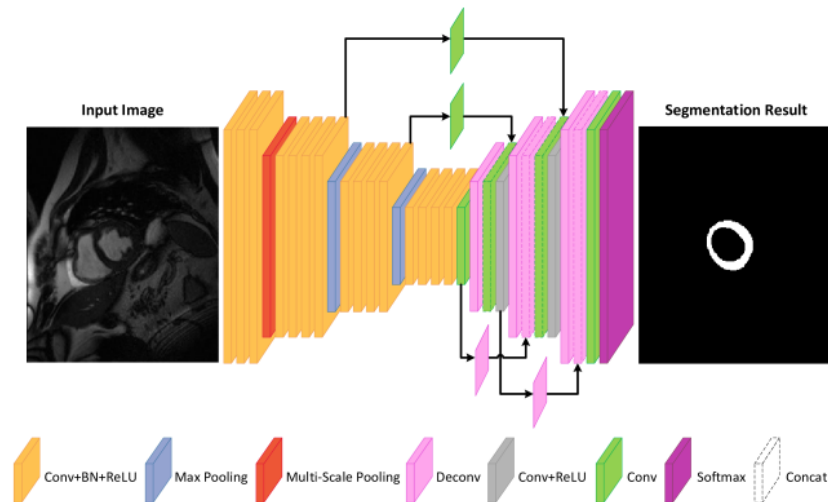 Input Image
Segmentation Result
Conv+BN+ReLU
Max Pooling
Multi-Scale Pooling
Deconv
Conv+ReLU
Conv
Softmax
Concat